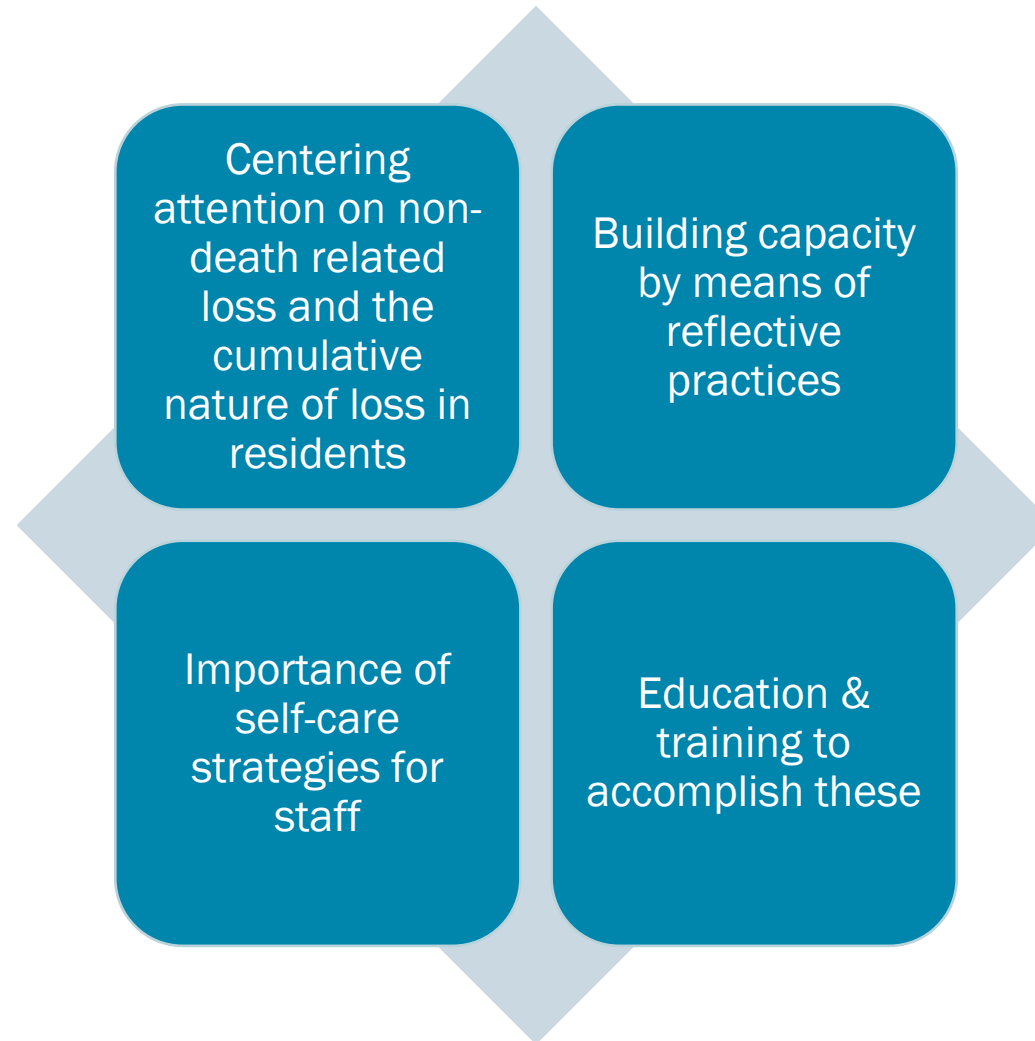 Centering
attention on non-
death related
loss and the
cumulative
nature of loss in
residents
Building capacity
by means of
reflective
practices
Importance of
self-care
strategies for
staff
Education &
training to
accomplish these